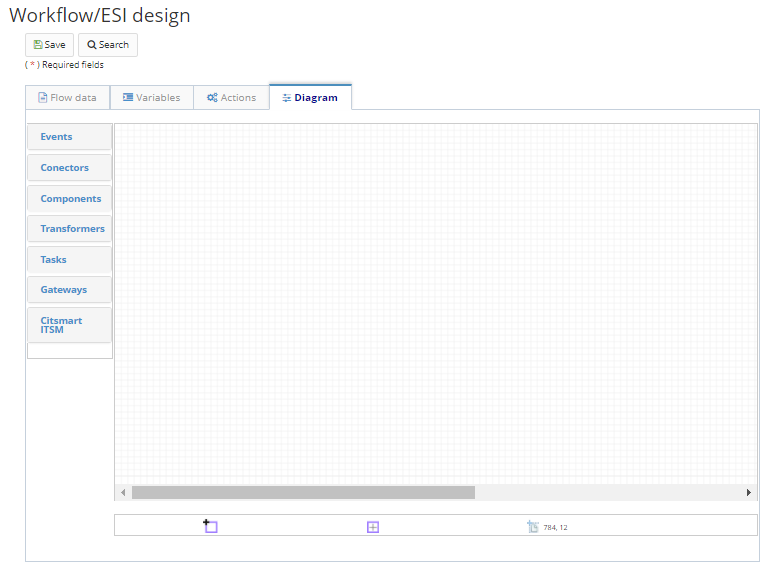 Workflow/ESI design
Save Search
( * ) Required fields
Flow data Variables Actions Diagram
Events
Conectors
Components
Transformers
Tasks
Gateways
Citsmart
ITSM
784, 12